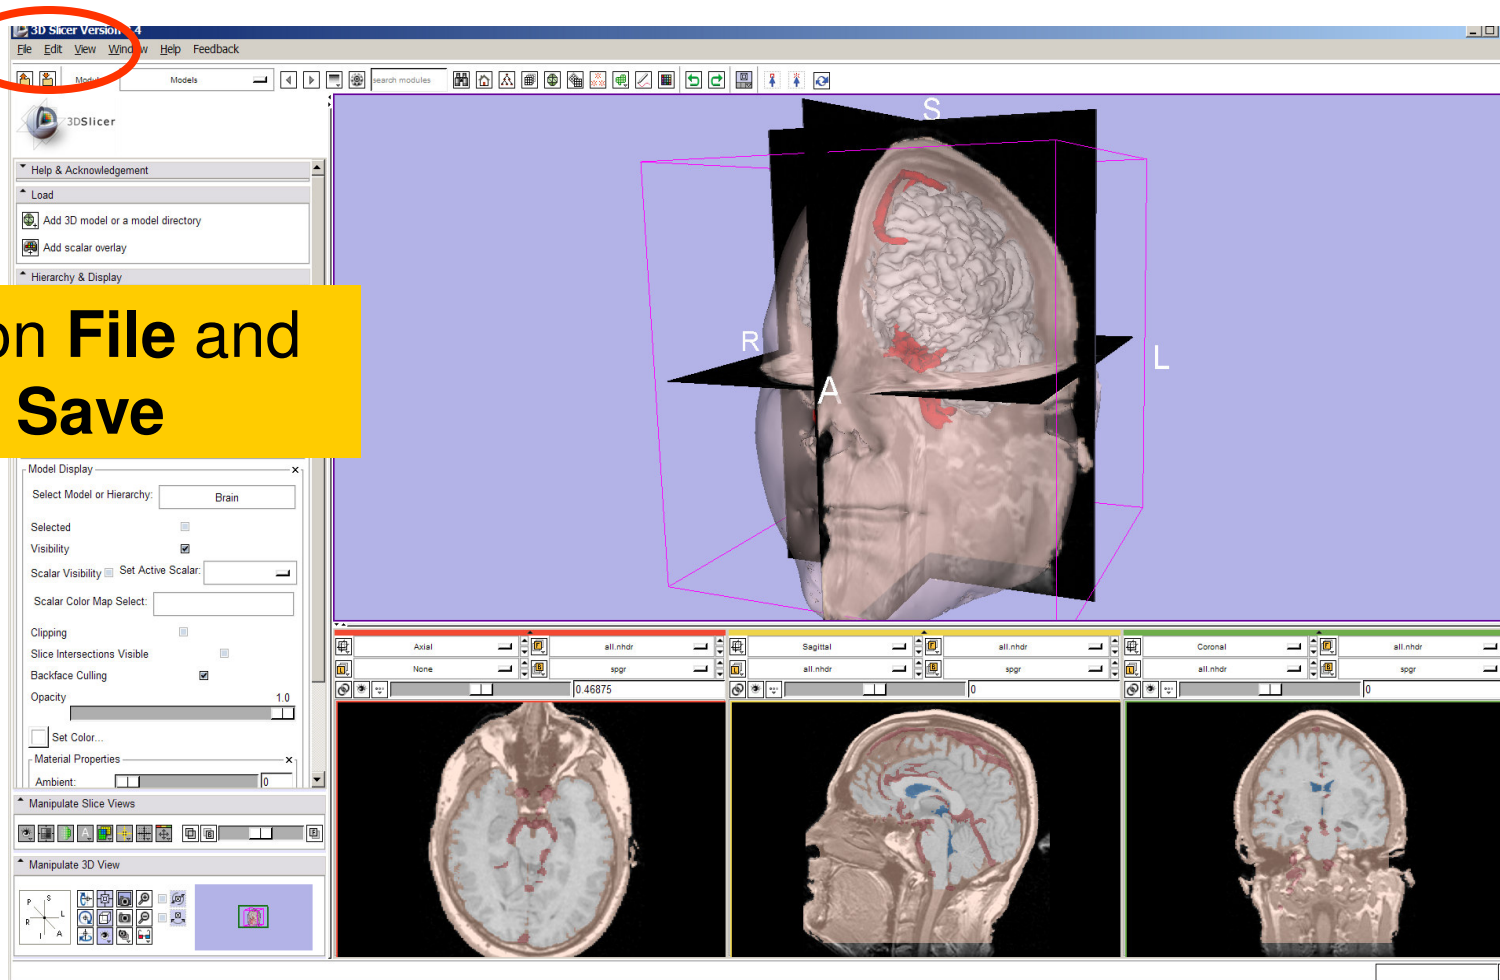 3D Slicer Version 3.4
File Edit View Window Help Feedback
Modules Models search modules
3DSlicer
Help & Acknowledgement
Load
Add 3D model or a model directory
Add scalar overlay
Hierarchy & Display
on File and
Save
Model Display
Select Model or Hierarchy: Brain
Selected
Visibility
Scalar Visibility Set Active Scalar:
Scalar Color Map Select:
Clipping
Slice Intersections Visible
Backface Culling
Opacity 1.0
Set Color...
Material Properties
Ambient: 0
Manipulate Slice Views
Manipulate 3D View
P S
R L
I A
S
R
A
L
Axial all.nhdr
None spgr
0.46875
Sagittal all.nhdr
all.nhdr spgr
0
Coronal all.nhdr
all.nhdr spgr
0